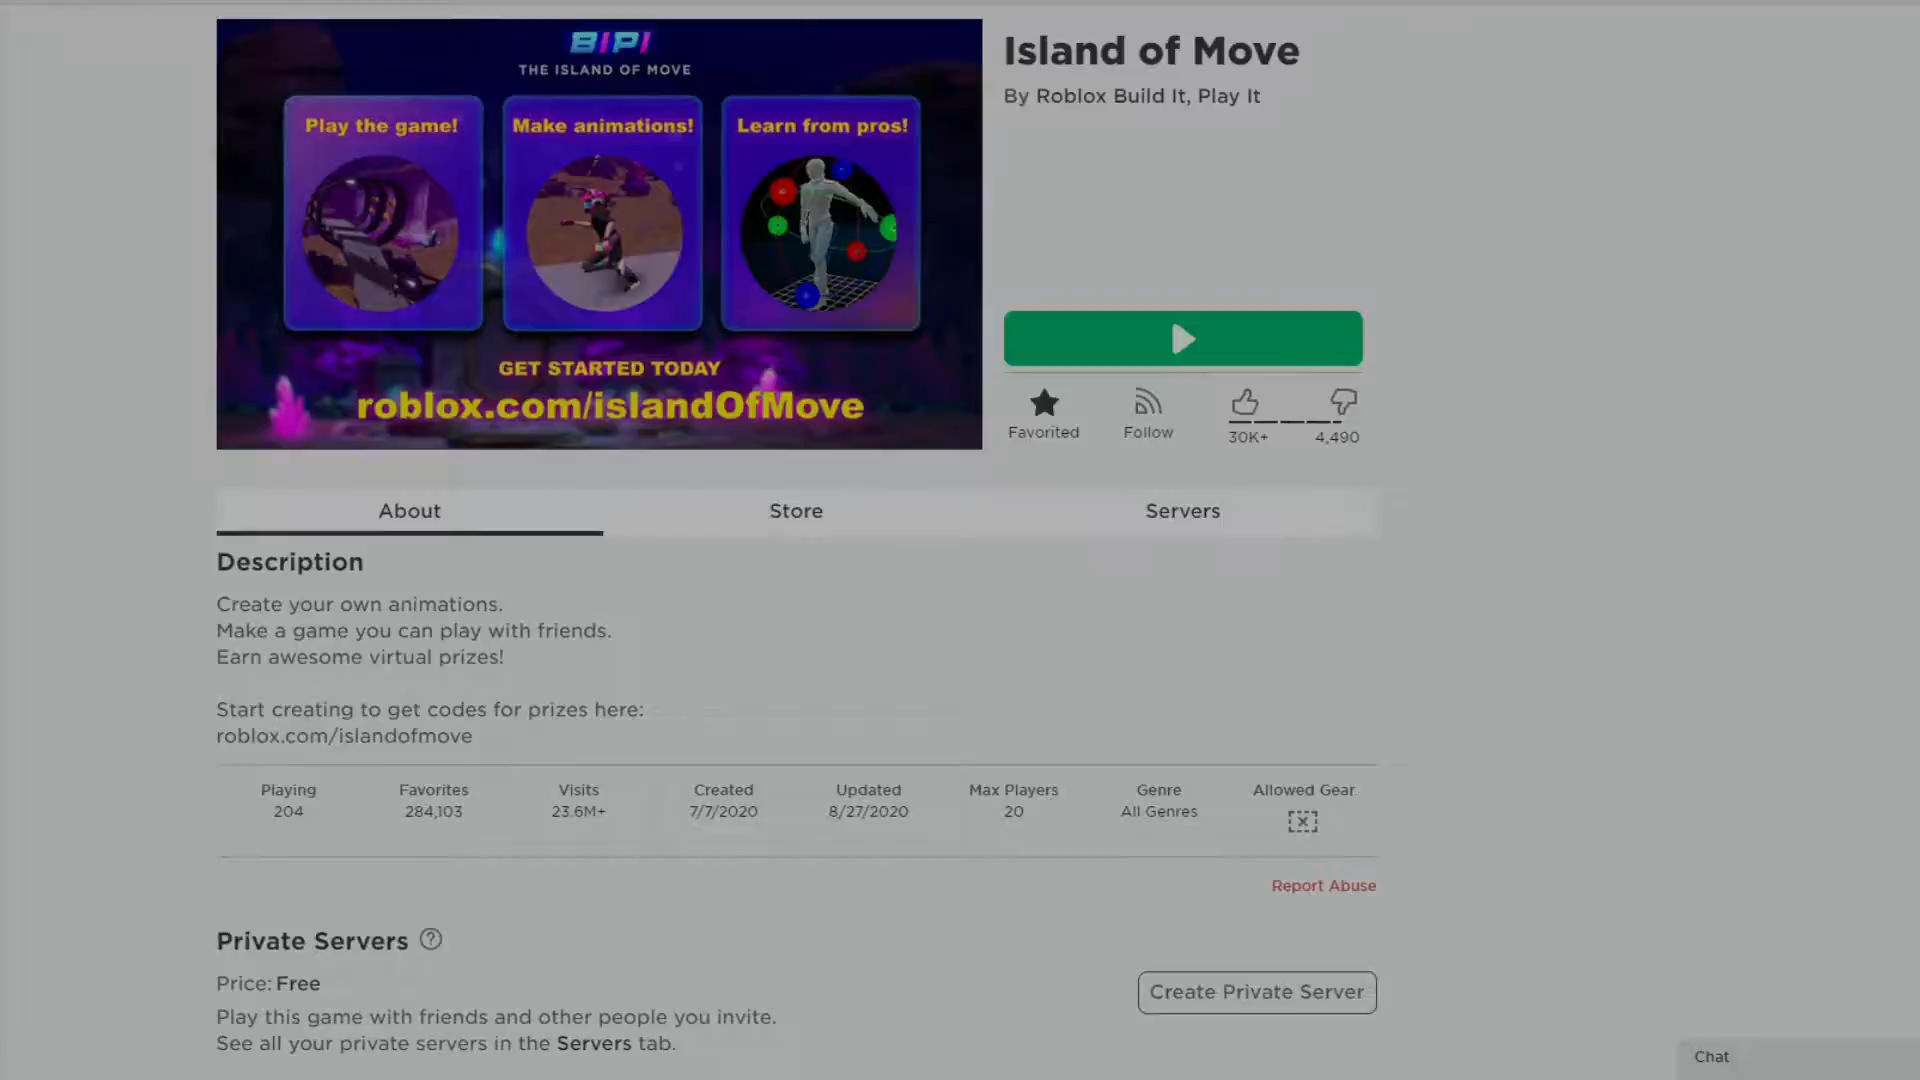 BIPI
THE ISLAND OF MOVE
Play the game!
Make animations!
Learn from pros!
GET STARTED TODAY
roblox.com/islandOfMove
Island of Move
By Roblox Build It, Play It
Favorited
Follow
30K+
4,490
About
Store
Servers
Description
Create your own animations.
Make a game you can play with friends.
Earn awesome virtual prizes!
Start creating to get codes for prizes here:
roblox.com/islandofmove
Playing
Favorites
Visits
Created
Updated
Max Players
Genre
Allowed Gear
204
284,103
23.6M+
7/7/2020
8/27/2020
20
All Genres
Report Abuse
Private Servers ?
Price: Free
Create Private Server
Play this game with friends and other people you invite.
See all your private servers in the Servers tab.
Chat